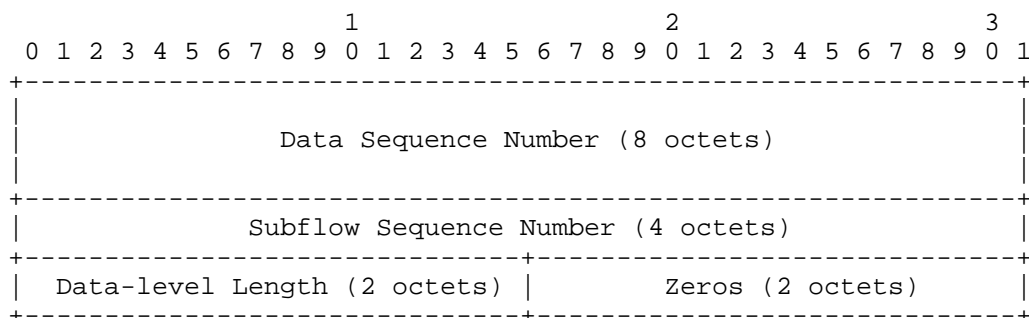 1 2 3
0 1 2 3 4 5 6 7 8 9 0 1 2 3 4 5 6 7 8 9 0 1 2 3 4 5 6 7 8 9 0 1
Data Sequence Number (8 octets)
Subflow Sequence Number (4 octets)
Data-level Length (2 octets) | Zeros (2 octets)